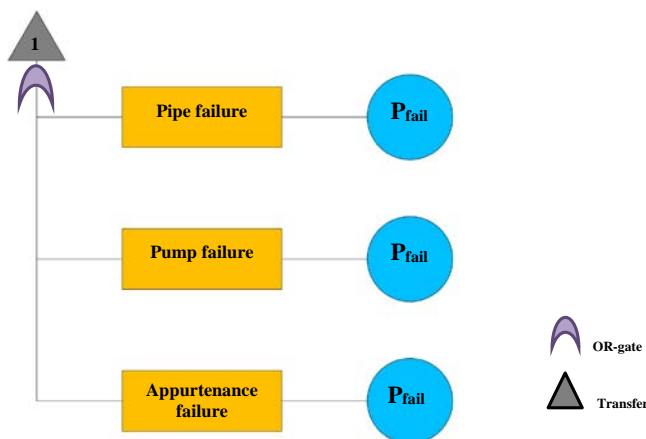 1
Pipe failure
Pfail
Pump failure
Pfail
Appurtenance
failure
Pfail
OR-gate
Transfer